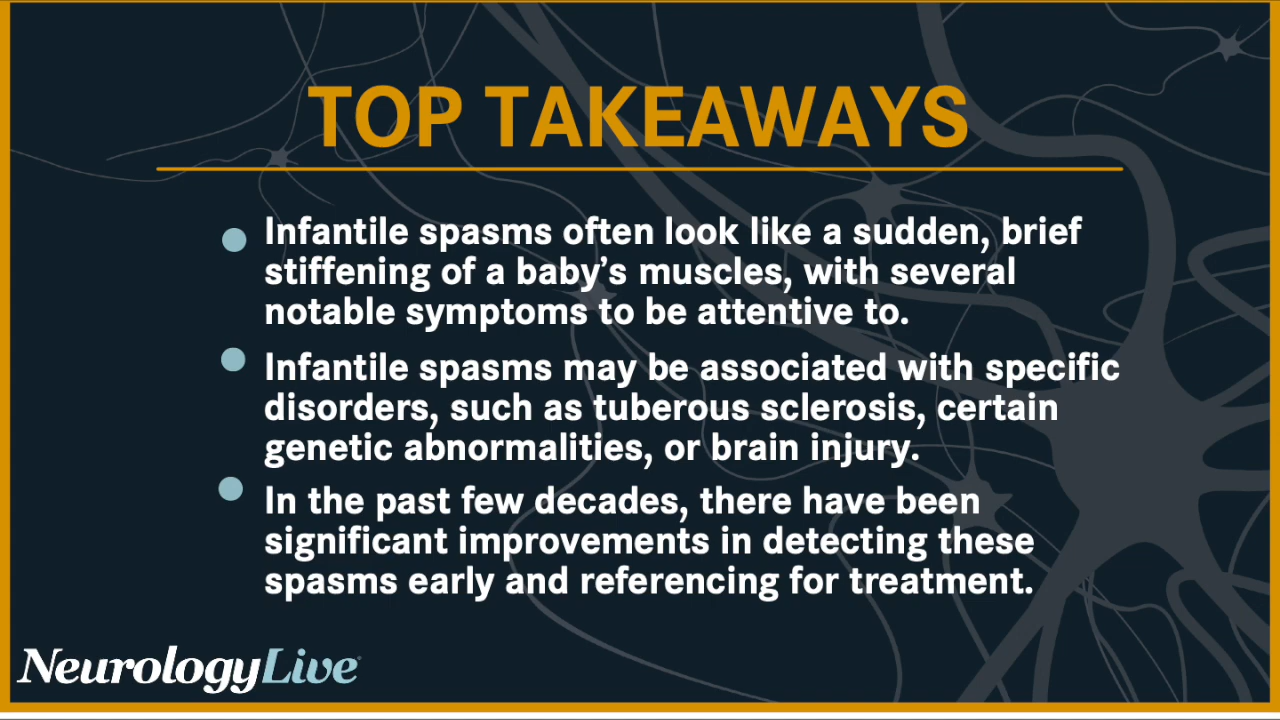 TOP TAKEAWAYS
Infantile spasms often look like a sudden, brief
stiffening of a baby’s muscles, with several
notable symptoms to be attentive to.
Infantile spasms may be associated with specific
disorders, such as tuberous sclerosis, certain
genetic abnormalities, or brain injury.
In the past few decades, there have been
significant improvements in detecting these
spasms early and referencing for treatment.
NeurologyLive